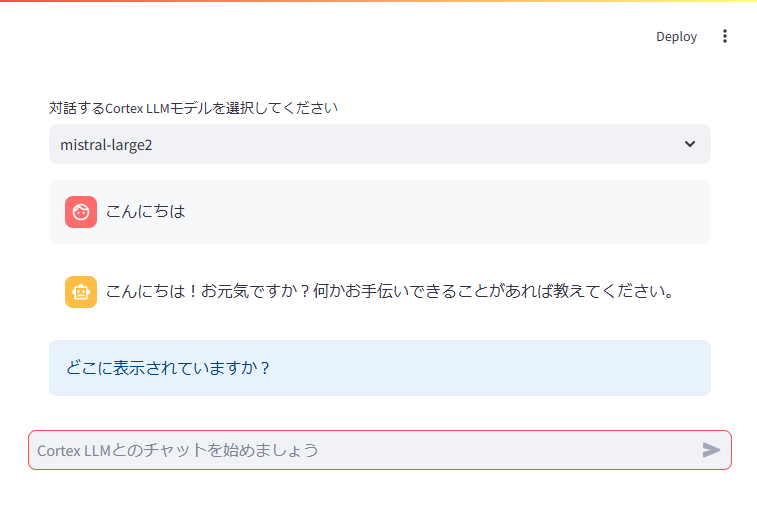 Deploy
対話するCortex LLMモデルを選択してください
mistral-large2
こんにちは
こんにちは！お元気ですか？何かお手伝いできることがあれば教えてください。
どこに表示されていますか？
Cortex LLMとのチャットを始めましょう